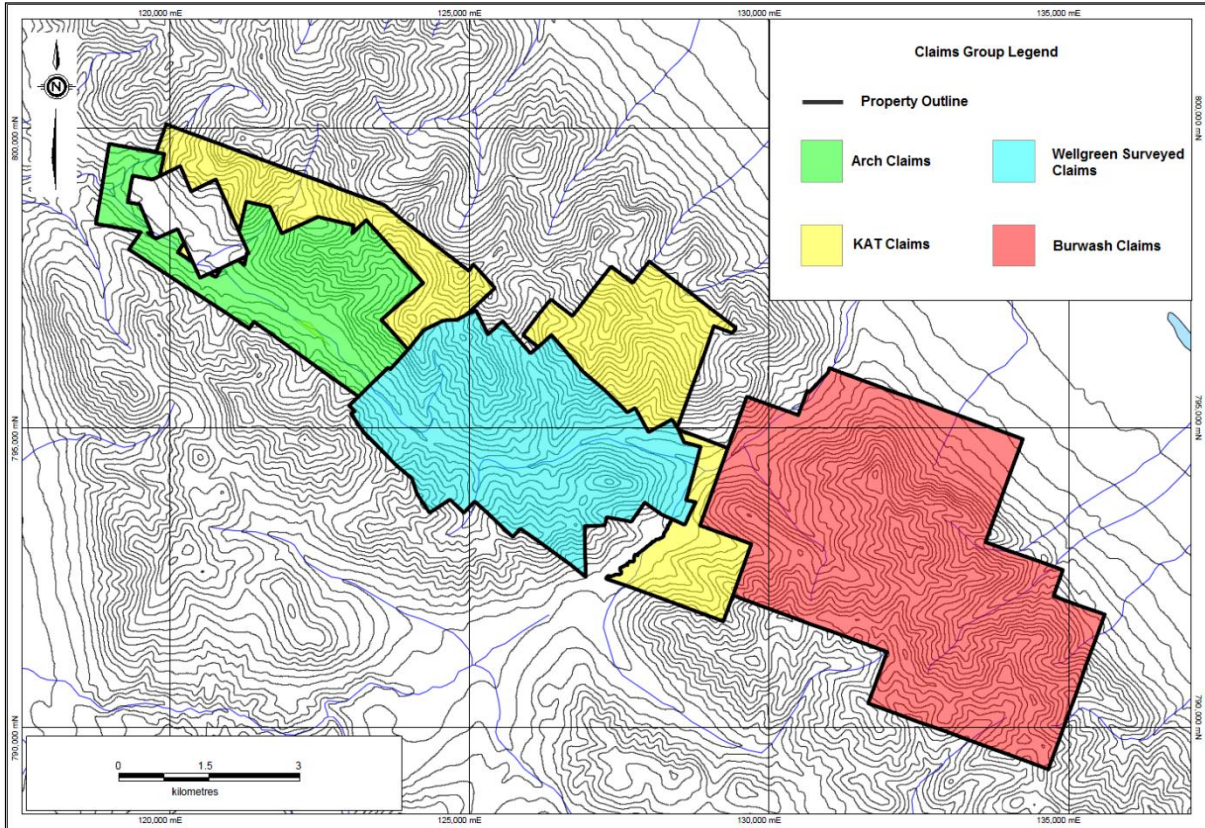 120,000 mE
125,000 mE
130,000 mE
135,000 mE
N
Claims Group Legend
Property Outline
Arch Claims
Wellgreen Surveyed
Claims
KAT Claims
Burwash Claims
800,000 mN
800,000 mN
795,000 mN
795,000 mN
790,000 mN
790,000 mN
0
1.5
3
kilometres
120,000 mE
125,000 mE
130,000 mE
135,000 mE